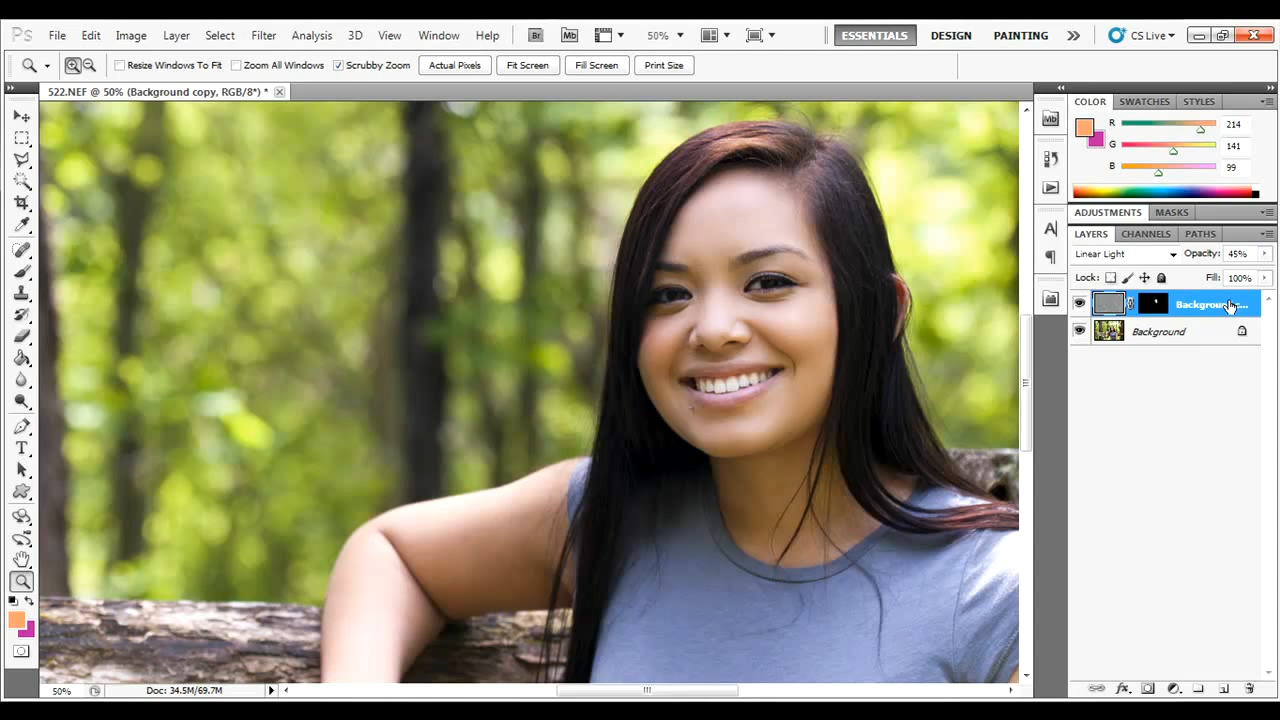 Ps File Edit Image Layer Select Filter Analysis 3D View Window Help Br Mb 50% ESSENTIALS DESIGN PAINTING CS Live
Resize Windows To Fit Zoom All Windows Scrubby Zoom Actual Pixels Fit Screen Fill Screen Print Size
522.NEF @ 50% (Background copy, RGB/8*) *
COLOR SWATCHES STYLES
Mb
R 214
G 141
B 99
ADJUSTMENTS MASKS
A
LAYERS CHANNELS PATHS
Linear Light Opacity: 45%
Lock: Fill: 100%
Background
T
50% Doc: 34.5M/69.7M
fx